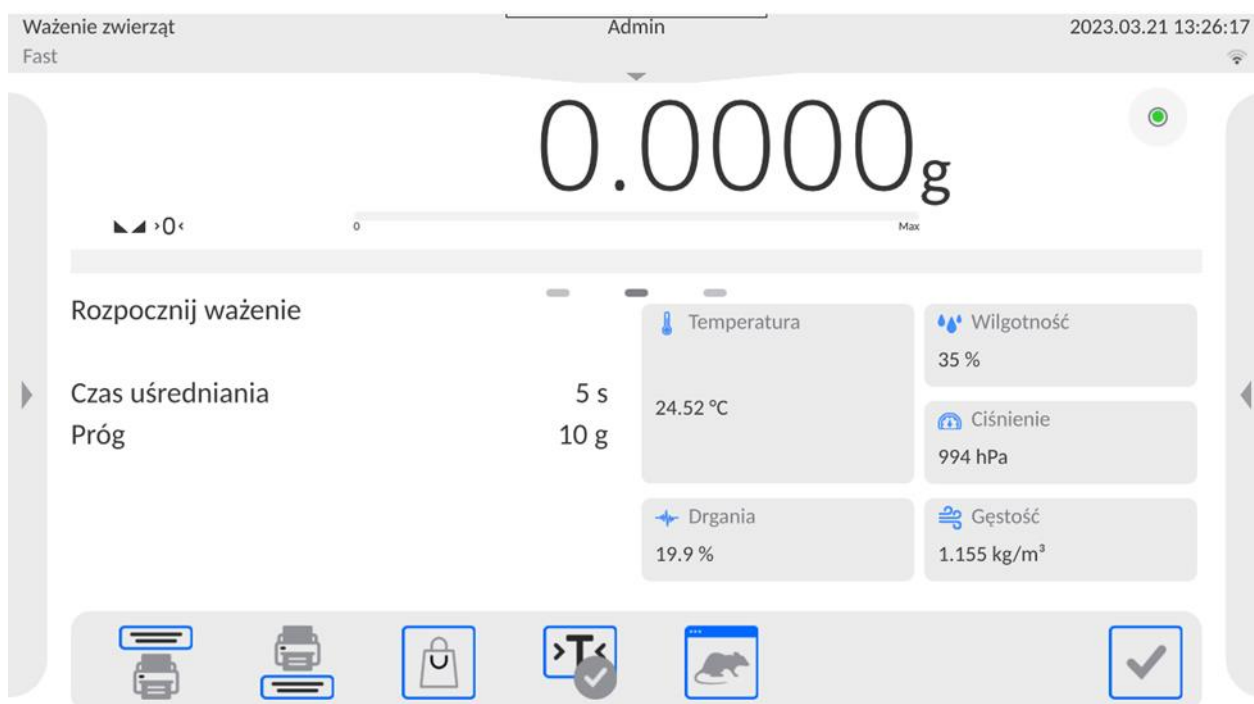 Ważenie zwierząt Admin 2023.03.21 13:26:17
Fast
0.0000 g
>0<
0 Max
Rozpocznij ważenie
Czas uśredniania 5 s
Próg 10 g
Temperatura
24.52 °C
Wilgotność
35 %
Ciśnienie
994 hPa
Drgania
19.9 %
Gęstość
1.155 kg/m³
>T<